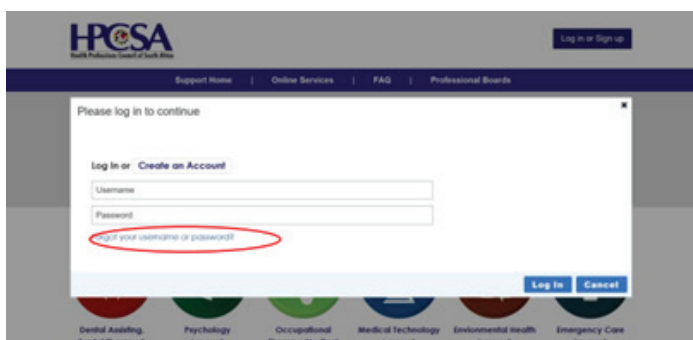 HPCSA
Health Professions Council of South Africa
Log in or Sign up
Support Home | Online Services | FAQ | Professional Boards
Please log in to continue
Log In or Create an Account
Username
Password
Forgot your username or password?
Log In Cancel
Dental Assisting, Psychology Occupational Medical Technology Environmental Health Emergency Care